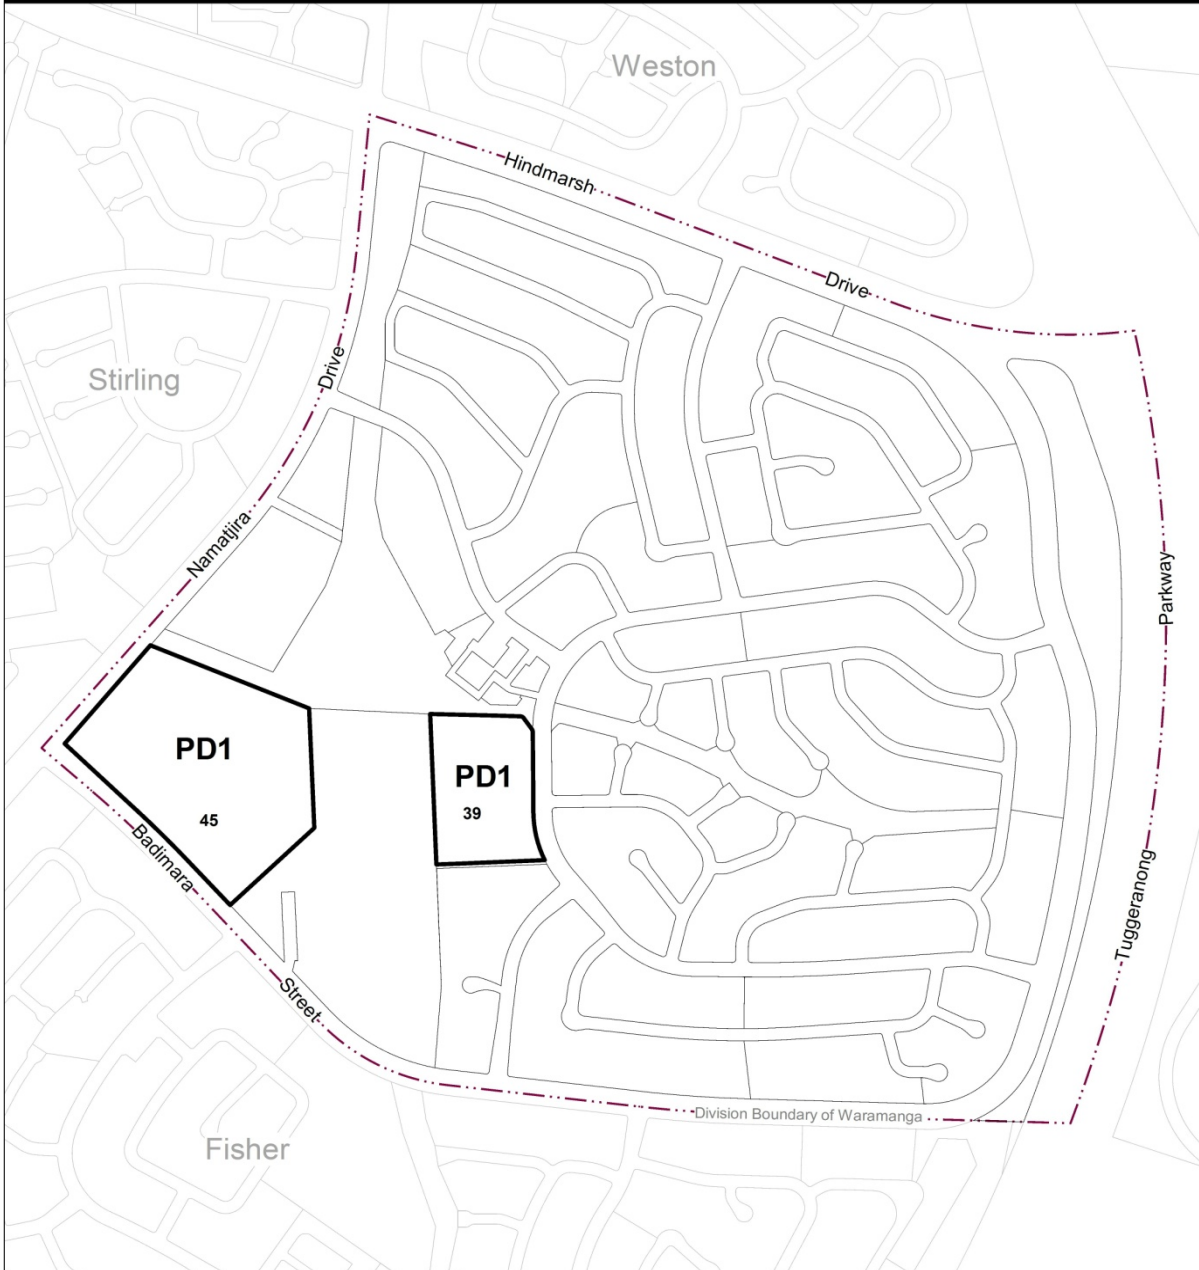 Weston
Hindmarsh
Drive
Stirling
Drive
Namatjira
Parkway
PD1
45
PD1
39
Badimara
Tuggeranong
Street
Division Boundary of Waramanga
Fisher